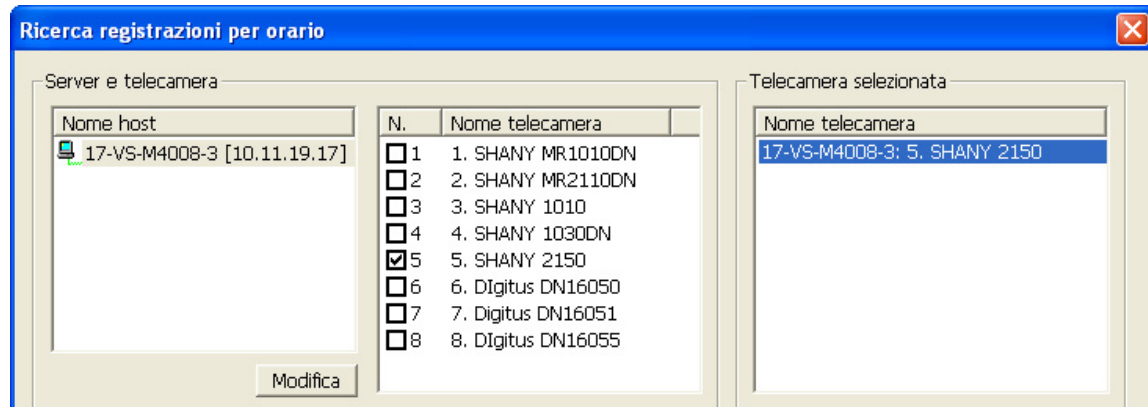 Ricerca registrazioni per orario
Server e telecamera
Nome host
17-VS-M4008-3 [10.11.19.17]
Modifica
N. Nome telecamera
1 1. SHANY MR1010DN
2 2. SHANY MR2110DN
3 3. SHANY 1010
4 4. SHANY 1030DN
5 5. SHANY 2150
6 6. DIgitus DN16050
7 7. Digitus DN16051
8 8. DIgitus DN16055
Telecamera selezionata
Nome telecamera
17-VS-M4008-3: 5. SHANY 2150